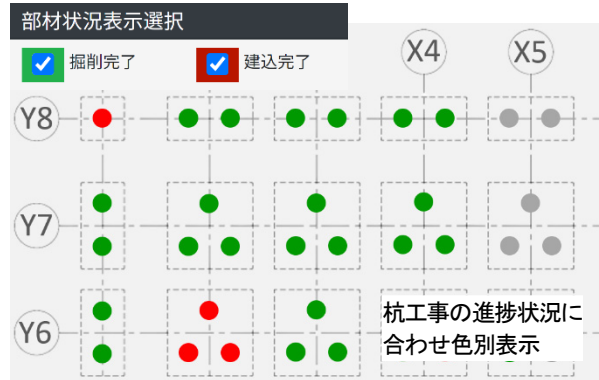 部材状況表示選択
掘削完了 建込完了
X4 X5
Y8
Y7
Y6
杭工事の進捗状況に
合わせ色別表示